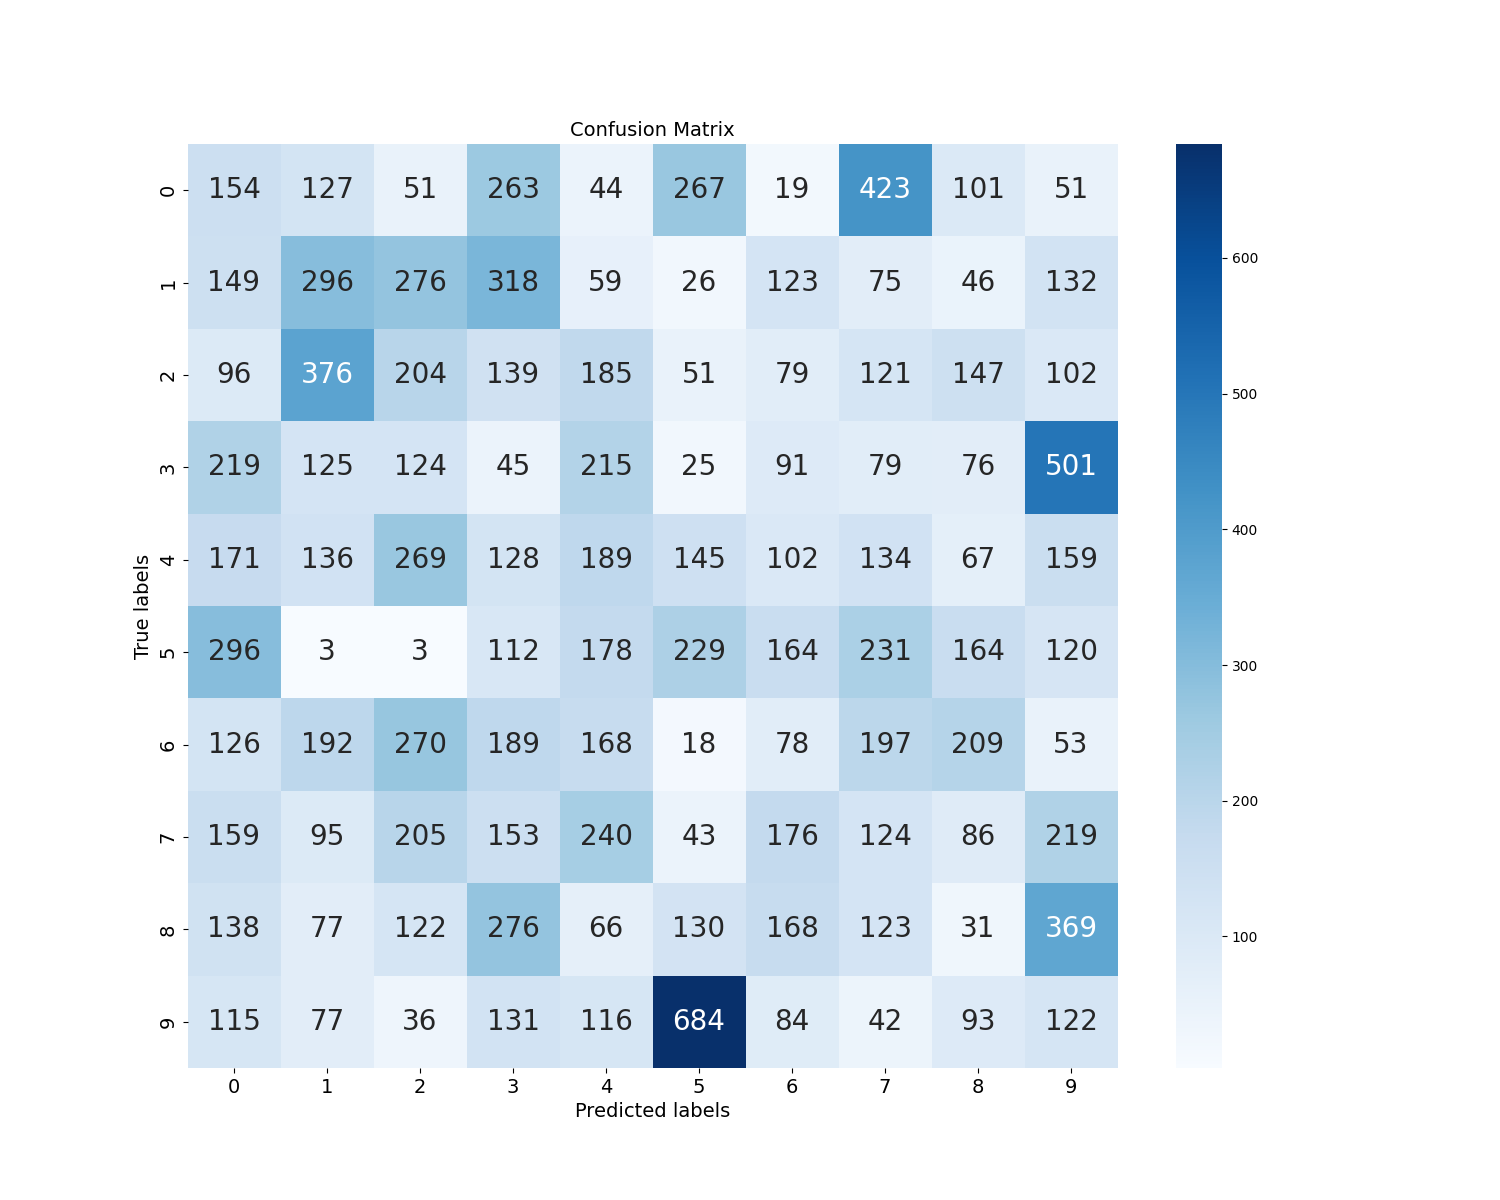 Confusion Matrix
0 154 127 51 263 44 267 19 423 101 51
1 149 296 276 318 59 26 123 75 46 132
2 96 376 204 139 185 51 79 121 147 102
3 219 125 124 45 215 25 91 79 76 501
4 171 136 269 128 189 145 102 134 67 159
5 296 3 3 112 178 229 164 231 164 120
6 126 192 270 189 168 18 78 197 209 53
7 159 95 205 153 240 43 176 124 86 219
8 138 77 122 276 66 130 168 123 31 369
9 115 77 36 131 116 684 84 42 93 122
0 1 2 3 4 5 6 7 8 9
Predicted labels
True labels
600
500
400
300
200
100